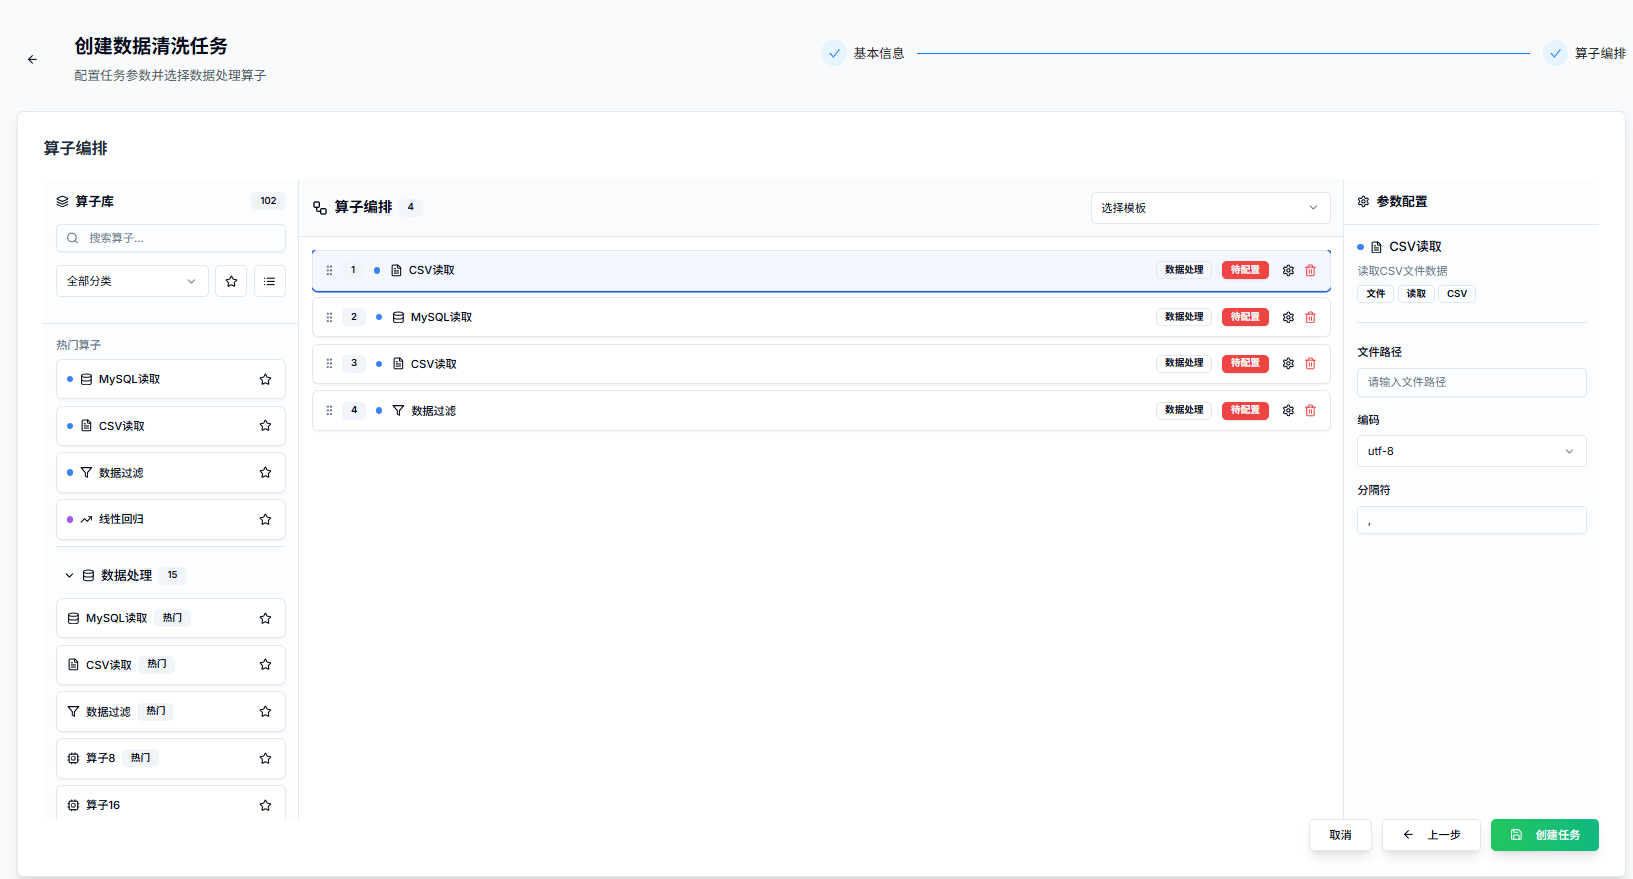 创建数据清洗任务
配置任务参数并选择数据处理算子
基本信息
算子编排
算子编排
算子库
102
搜索算子...
全部分类
热门算子
MySQL读取
CSV读取
数据过滤
线性回归
数据处理 15
MySQL读取 热门
CSV读取 热门
数据过滤 热门
算子8 热门
算子16
算子编排 4
选择模板
1 CSV读取 数据处理 待配置
2 MySQL读取 数据处理 待配置
3 CSV读取 数据处理 待配置
4 数据过滤 数据处理 待配置
参数配置
CSV读取
读取CSV文件数据
文件 读取 CSV
文件路径
请输入文件路径
编码
utf-8
分隔符
,
取消
上一步
创建任务